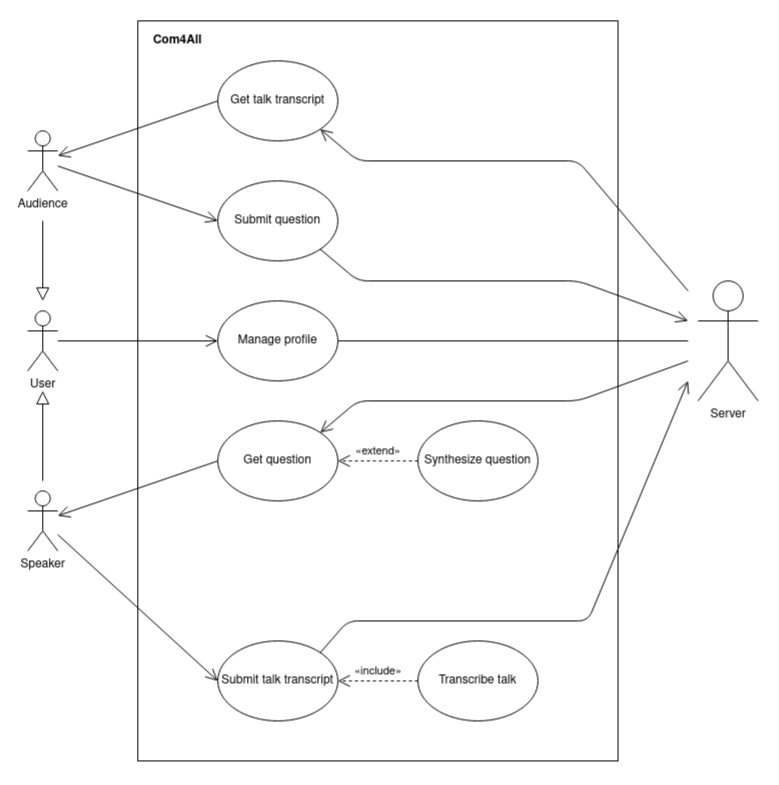 Com4All
Get talk transcript
Audience
Submit question
User
Manage profile
Server
Get question
«extend»
Synthesize question
Speaker
Submit talk transcript
«include»
Transcribe talk